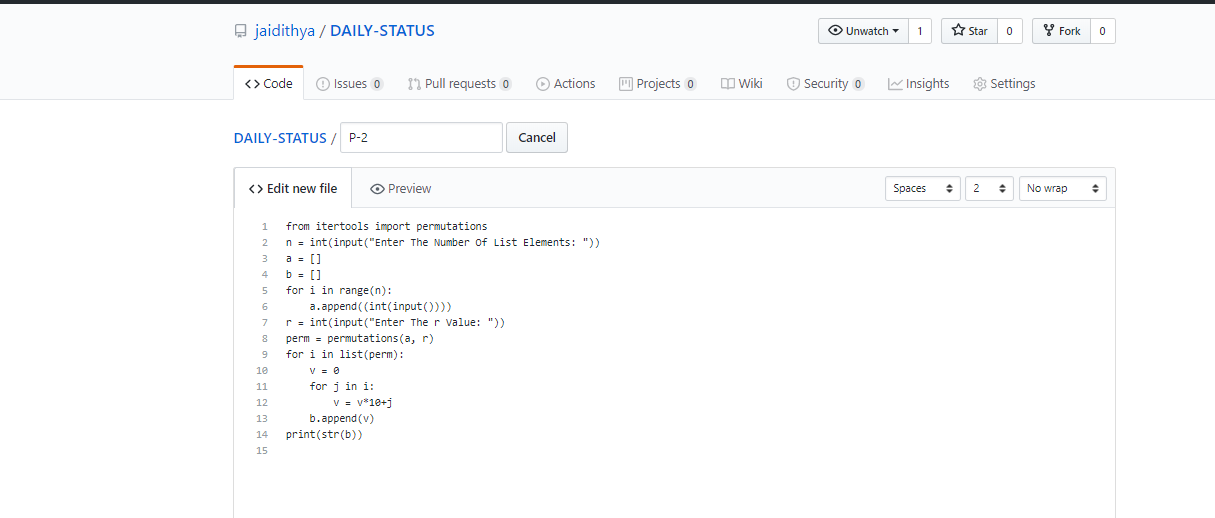 jaidithya / DAILY-STATUS
Unwatch 1 Star 0 Fork 0
Code Issues 0 Pull requests 0 Actions Projects 0 Wiki Security 0 Insights Settings
DAILY-STATUS / P-2 Cancel
Edit new file Preview Spaces 2 No wrap
1 from itertools import permutations
2 n = int(input("Enter The Number Of List Elements: "))
3 a = []
4 b = []
5 for i in range(n):
6     a.append((int(input())))
7 r = int(input("Enter The r Value: "))
8 perm = permutations(a, r)
9 for i in list(perm):
10     v = 0
11     for j in i:
12         v = v*10+j
13     b.append(v)
14 print(str(b))
15